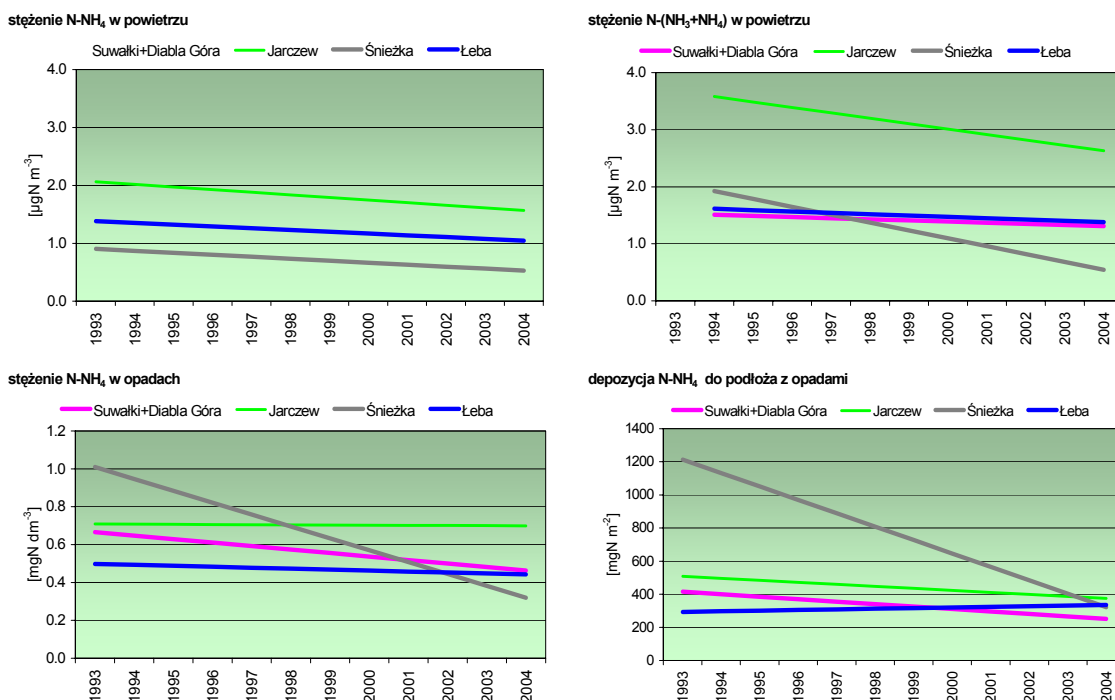 stężenie N-NH4 w powietrzu
Suwałki+Diabla Góra Jarczew Śnieżka Łeba
4.0
3.0
2.0
1.0
0.0
[µgN m-3]
1993 1994 1995 1996 1997 1998 1999 2000 2001 2002 2003 2004
stężenie N-(NH3+NH4) w powietrzu
Suwałki+Diabla Góra Jarczew Śnieżka Łeba
4.0
3.0
2.0
1.0
0.0
[µgN m-3]
1993 1994 1995 1996 1997 1998 1999 2000 2001 2002 2003 2004
stężenie N-NH4 w opadach
Suwałki+Diabla Góra Jarczew Śnieżka Łeba
1.2
1.0
0.8
0.6
0.4
0.2
0.0
[mgN dm-3]
1993 1994 1995 1996 1997 1998 1999 2000 2001 2002 2003 2004
depozycja N-NH4 do podłoża z opadami
Suwałki+Diabla Góra Jarczew Śnieżka Łeba
1400
1200
1000
800
600
400
200
0
[mgN m-2]
1993 1994 1995 1996 1997 1998 1999 2000 2001 2002 2003 2004